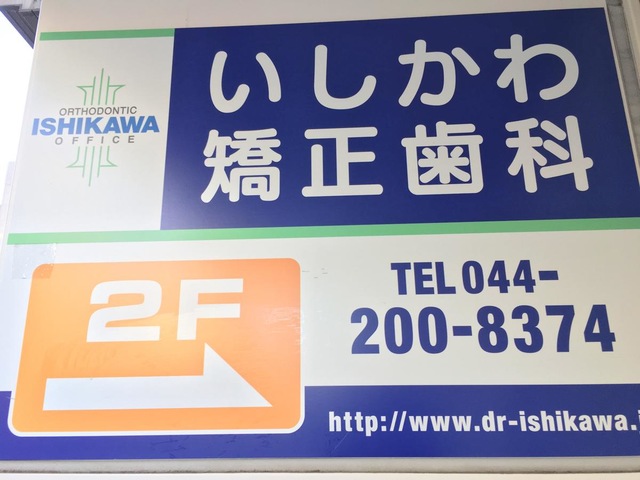 ORTHODONTIC
ISHIKAWA
OFFICE
いしかわ
矯正歯科
2F
TEL 044-
200-8374
http://www.dr-ishikawa.